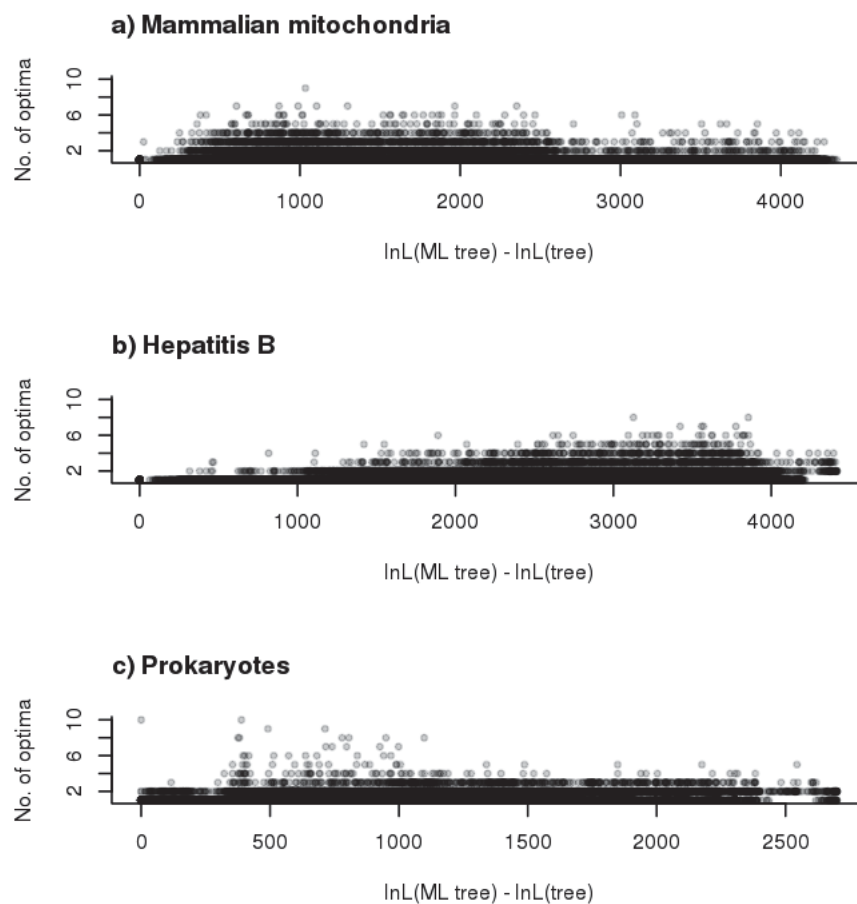 a) Mammalian mitochondria
No. of optima
10
6
2
0 1000 2000 3000 4000
lnL(ML tree) - lnL(tree)
b) Hepatitis B
No. of optima
10
6
2
0 1000 2000 3000 4000
lnL(ML tree) - lnL(tree)
c) Prokaryotes
No. of optima
10
6
2
0 500 1000 1500 2000 2500
lnL(ML tree) - lnL(tree)